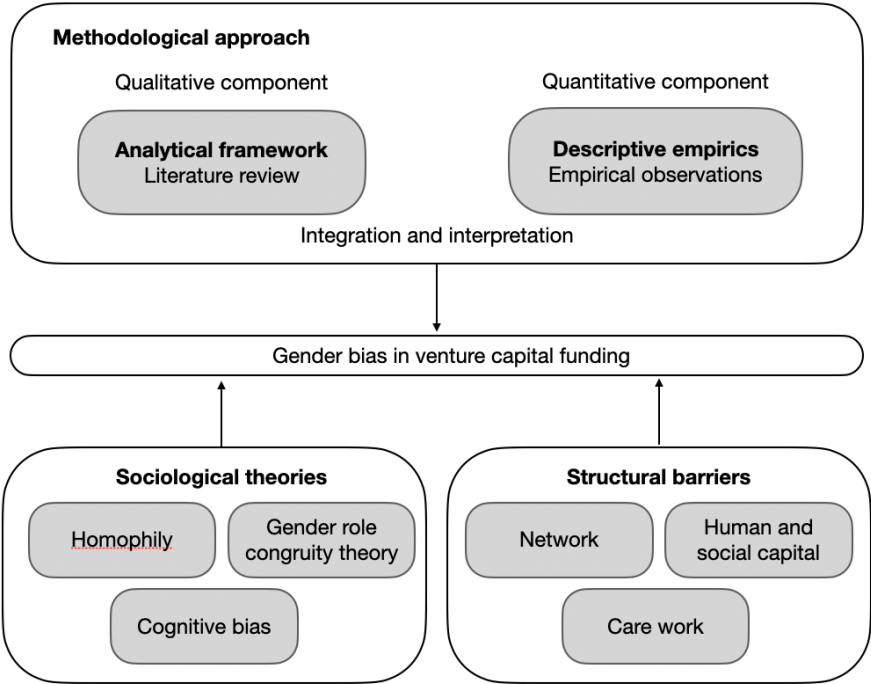 Methodological approach
Qualitative component
Quantitative component
Analytical framework
Literature review
Descriptive empirics
Empirical observations
Integration and interpretation
Gender bias in venture capital funding
Sociological theories
Homophily
Gender role
congruity theory
Cognitive bias
Structural barriers
Network
Human and
social capital
Care work